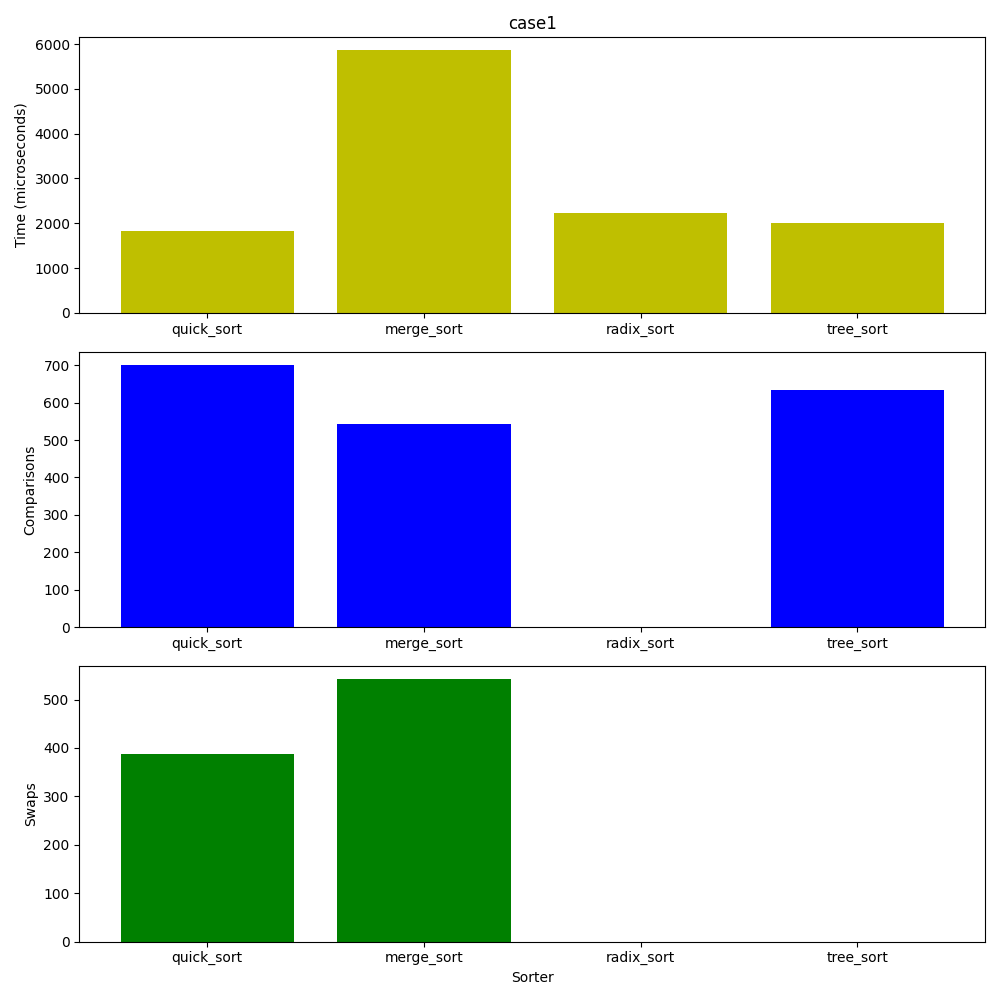 case1
Time (microseconds)
6000
5000
4000
3000
2000
1000
0
quick_sort merge_sort radix_sort tree_sort
Comparisons
700
600
500
400
300
200
100
0
quick_sort merge_sort radix_sort tree_sort
Swaps
500
400
300
200
100
0
quick_sort merge_sort radix_sort tree_sort
Sorter